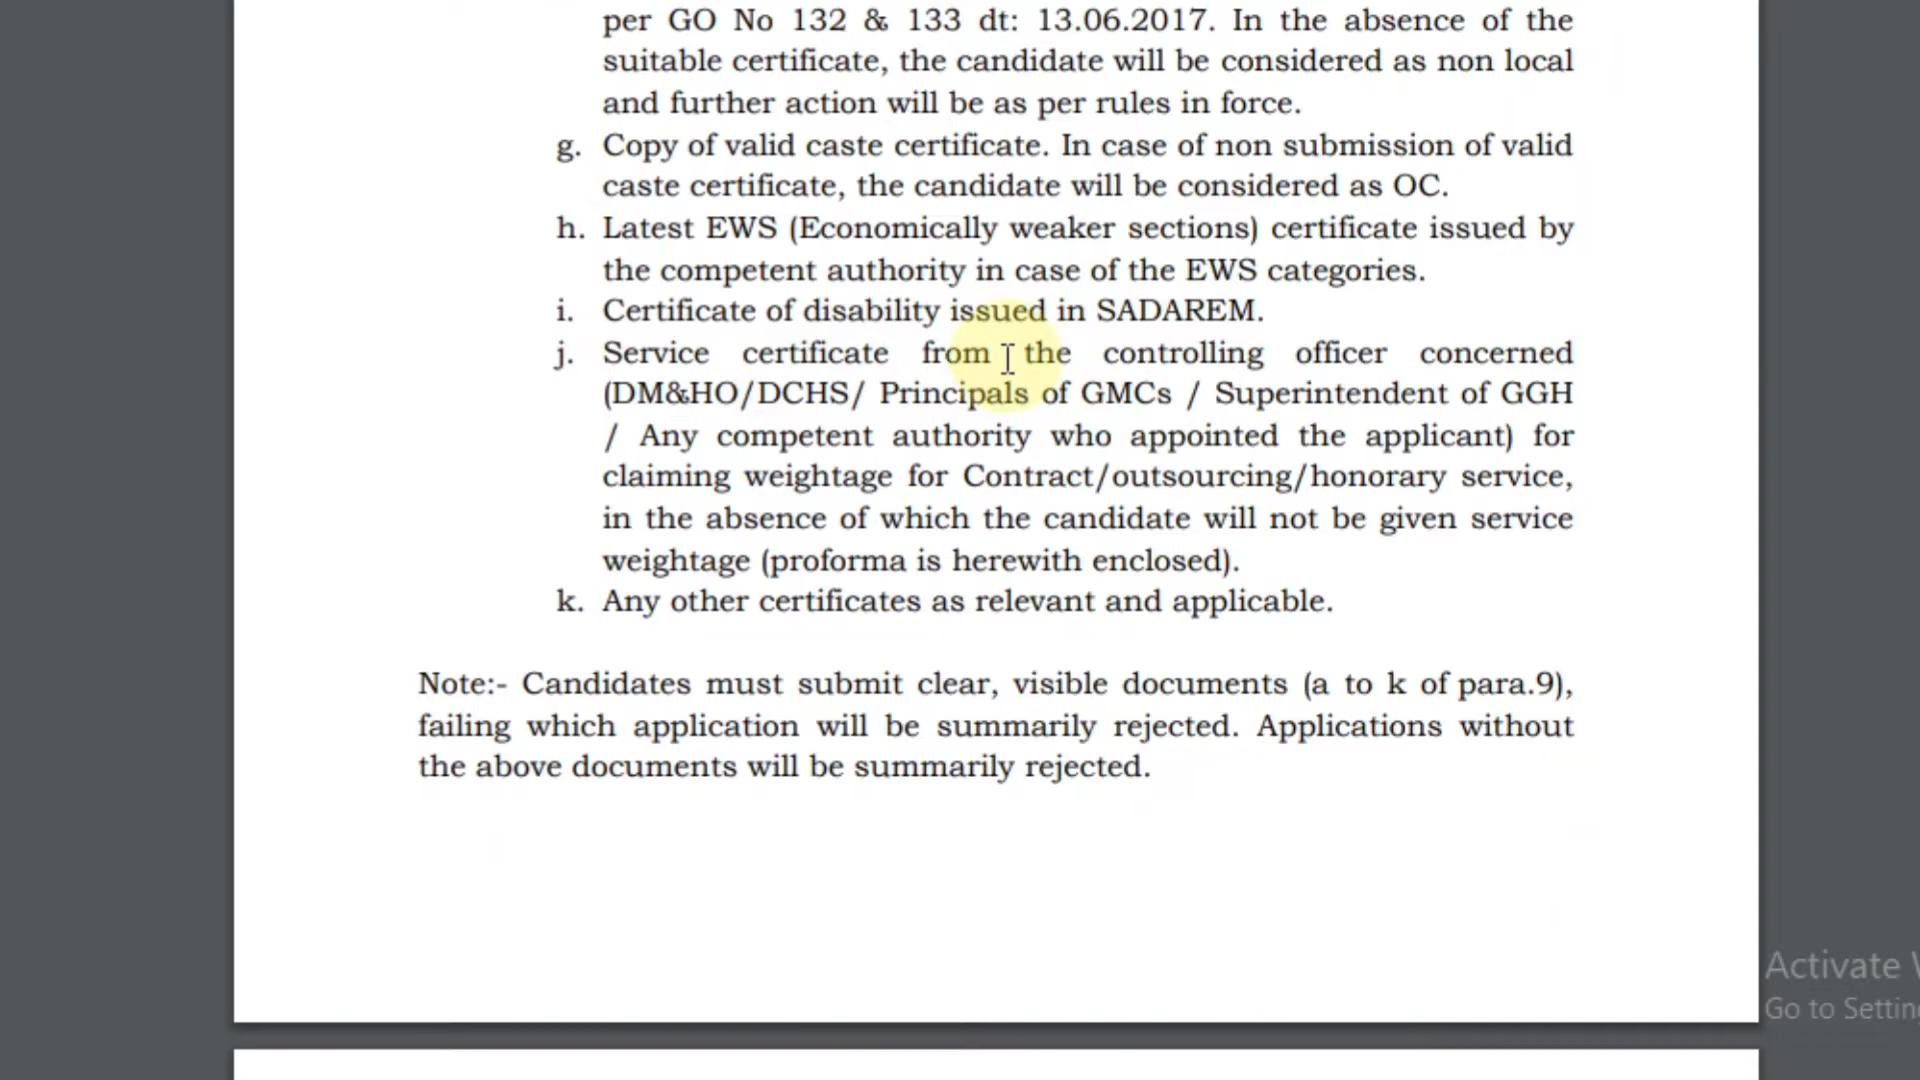 per GO No 132 & 133 dt: 13.06.2017. In the absence of the
suitable certificate, the candidate will be considered as non local
and further action will be as per rules in force.
g. Copy of valid caste certificate. In case of non submission of valid
caste certificate, the candidate will be considered as OC.
h. Latest EWS (Economically weaker sections) certificate issued by
the competent authority in case of the EWS categories.
i. Certificate of disability issued in SADAREM.
j. Service certificate from the controlling officer concerned
(DM&HO/DCHS/ Principals of GMCs / Superintendent of GGH
/ Any competent authority who appointed the applicant) for
claiming weightage for Contract/outsourcing/honorary service,
in the absence of which the candidate will not be given service
weightage (proforma is herewith enclosed).
k. Any other certificates as relevant and applicable.
Note:- Candidates must submit clear, visible documents (a to k of para.9),
failing which application will be summarily rejected. Applications without
the above documents will be summarily rejected.
Activate
Go to